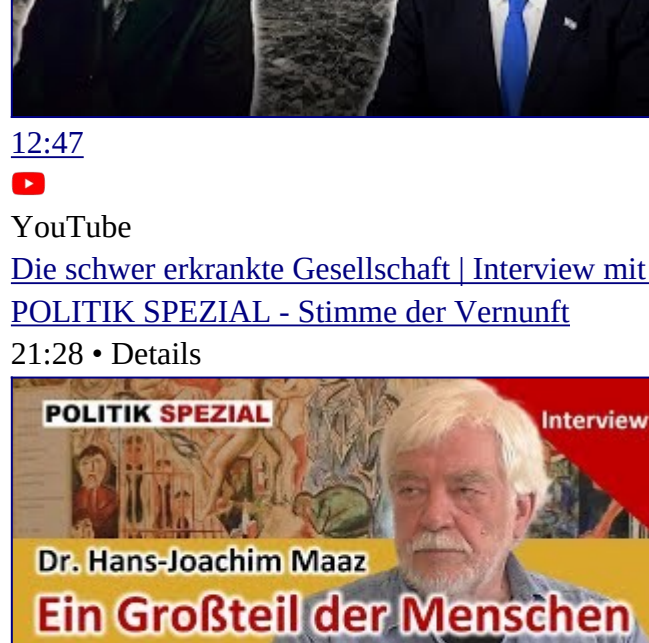 12:47
YouTube
Die schwer erkrankte Gesellschaft | Interview mit
POLITIK SPEZIAL - Stimme der Vernunft
21:28 • Details
POLITIK SPEZIAL
Interview
Dr. Hans-Joachim Maaz
Ein Großteil der Menschen